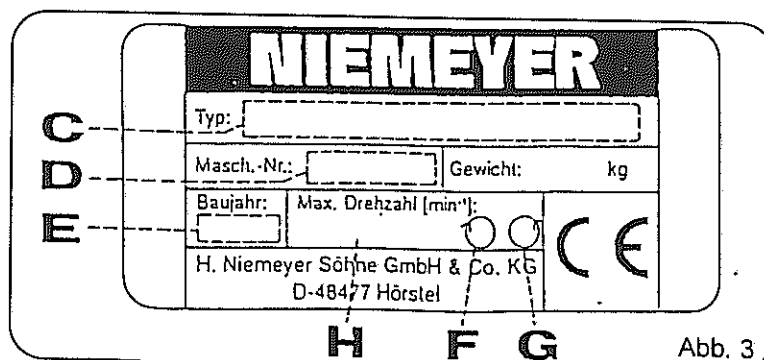 NIEMEYER
C Typ:
D Masch.-Nr.: Gewicht: kg
Baujahr: Max. Drehzahl [min⁻¹]:
E
H. Niemeyer Söhne GmbH & Co. KG
D-48477 Hörstel
CE
H F G
Abb. 3